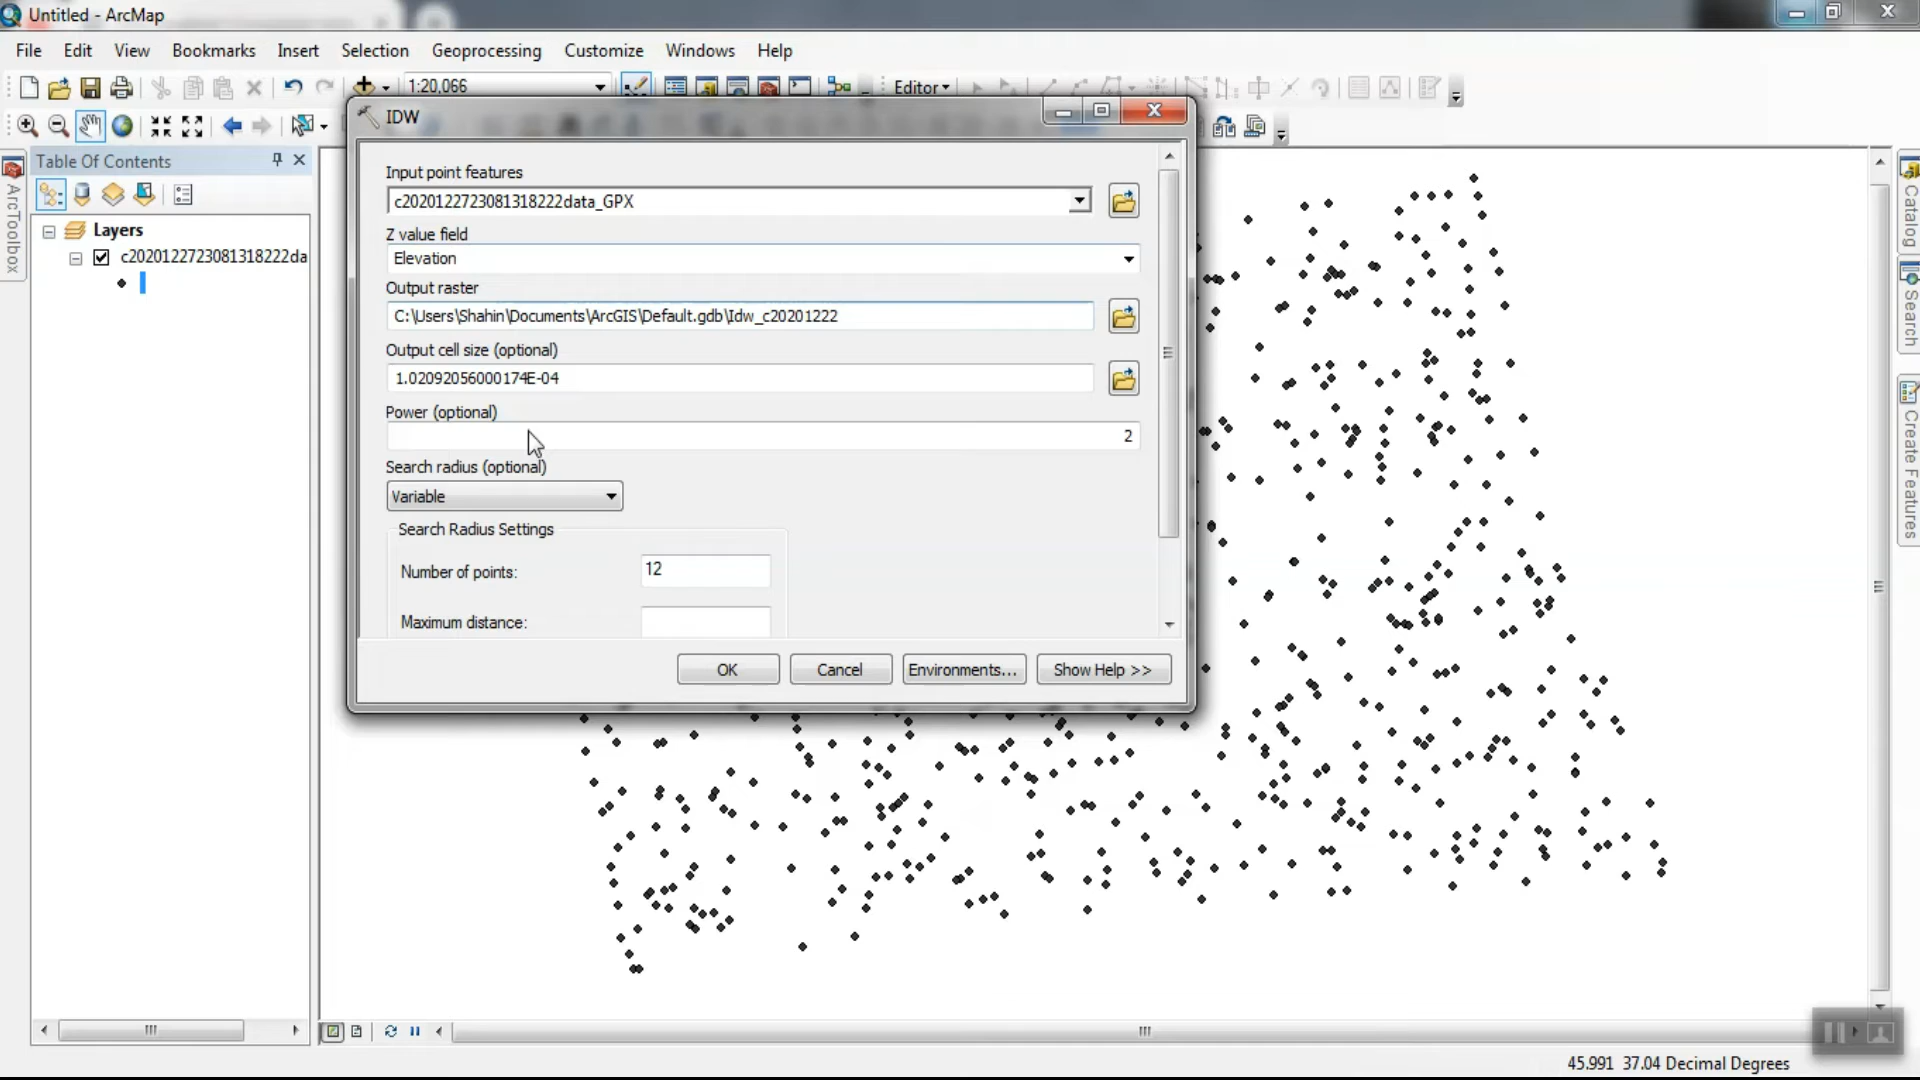 Untitled - ArcMap
File Edit View Bookmarks Insert Selection Geoprocessing Customize Windows Help
1:20,066
Editor
IDW
Table Of Contents
ArcToolbox
Layers
c2020122723081318222da
Input point features
c2020122723081318222data_GPX
Z value field
Elevation
Output raster
C:\Users\Shahin\Documents\ArcGIS\Default.gdb\Idw_c20201222
Output cell size (optional)
1.02092056000174E-04
Power (optional)
2
Search radius (optional)
Variable
Search Radius Settings
Number of points:
12
Maximum distance:
OK Cancel Environments... Show Help >>
Catalog
Search
Create Features
45.991 37.04 Decimal Degrees